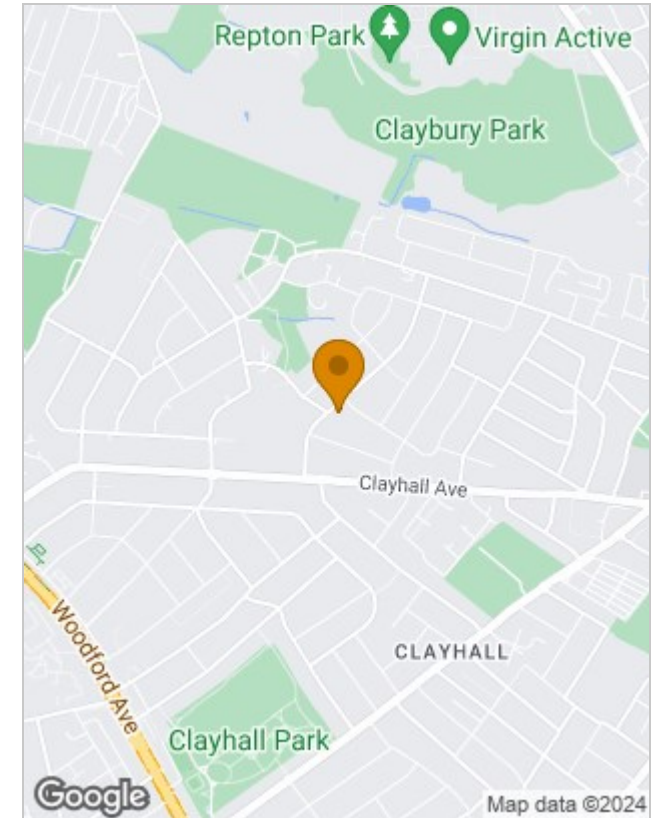 Repton Park
Virgin Active
Claybury Park
Clayhall Ave
Woodford Ave
CLAYHALL
Clayhall Park
Google
Map data ©2024